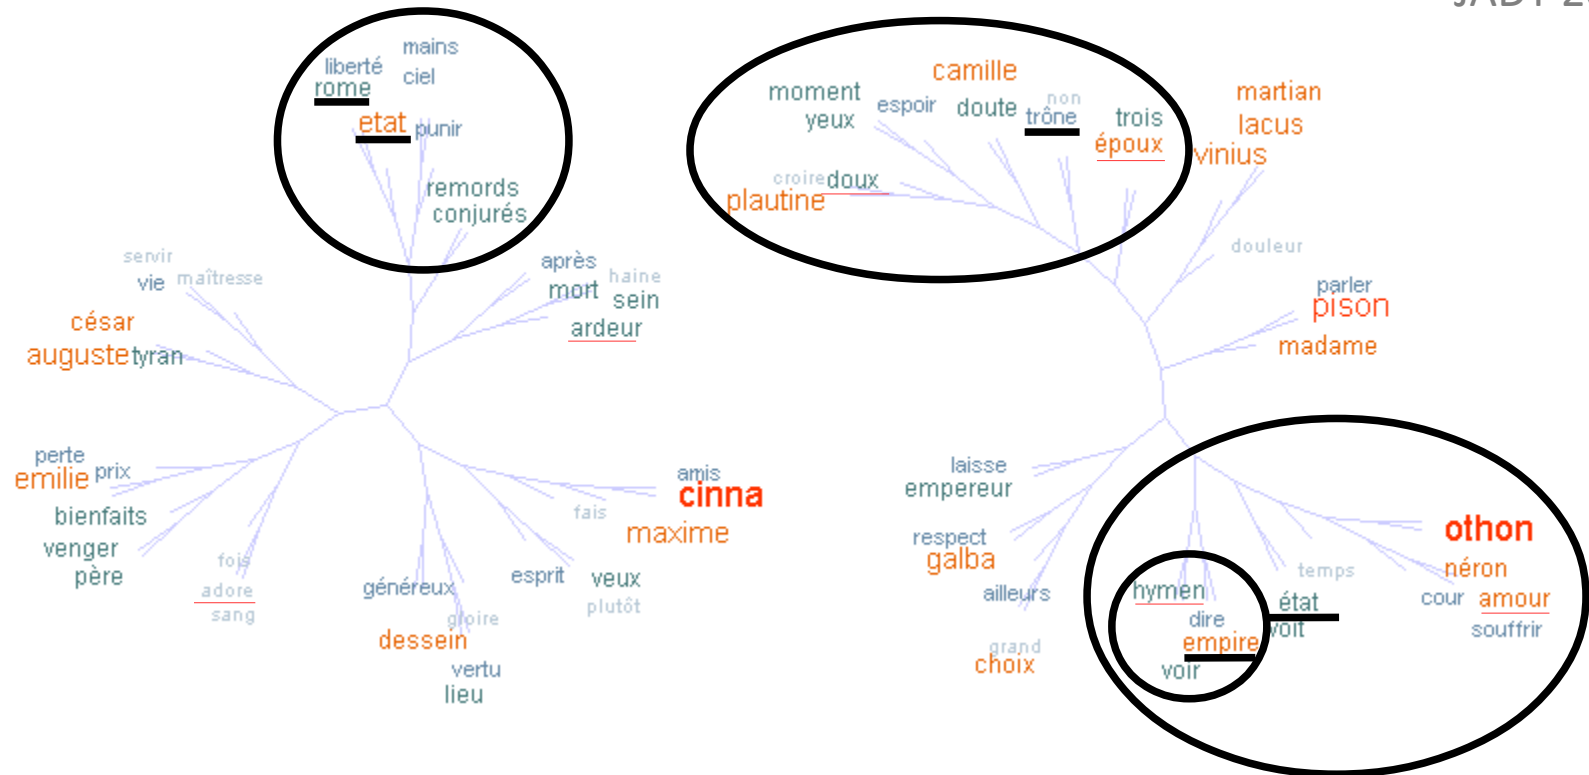 JADT
mains
liberté
ciel
rome
etat
punir
remords
conjurés
servir
vie
maîtresse
césar
auguste
tyran
après
haine
mort
sein
ardeur
perte
emilie
prix
bienfaits
venger
père
fois
adore
sang
amis
cinna
fais
maxime
généreux
esprit
veux
plutôt
gloire
dessein
vertu
lieu
camille
moment
espoir
doute
non
trône
yeux
trois
époux
croire
doux
plautine
martian
lacus
vinius
douleur
parler
pison
madame
laisse
empereur
respect
galba
ailleurs
grand
choix
othon
néron
temps
cour
amour
souffrir
hymen
état
voit
dire
empire
voir